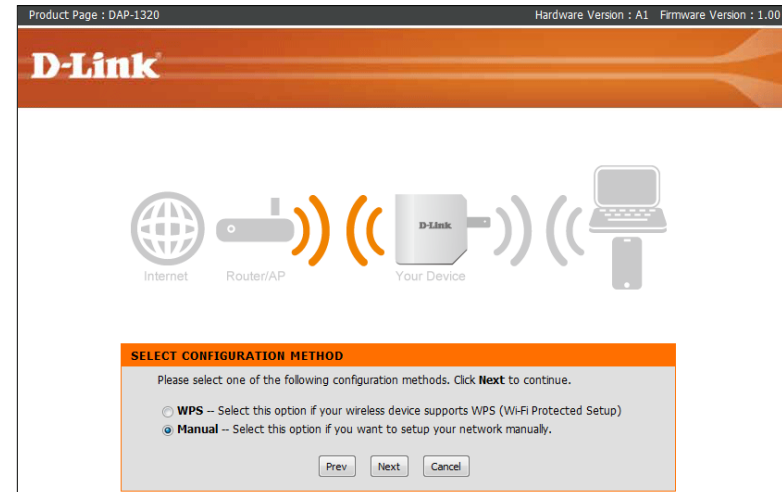 Product Page : DAP-1320 Hardware Version : A1 Firmware Version : 1.00
D-Link
D-Link
Internet Router/AP Your Device
SELECT CONFIGURATION METHOD
Please select one of the following configuration methods. Click Next to continue.
WPS -- Select this option if your wireless device supports WPS (Wi-Fi Protected Setup)
Manual -- Select this option if you want to setup your network manually.
Prev Next Cancel